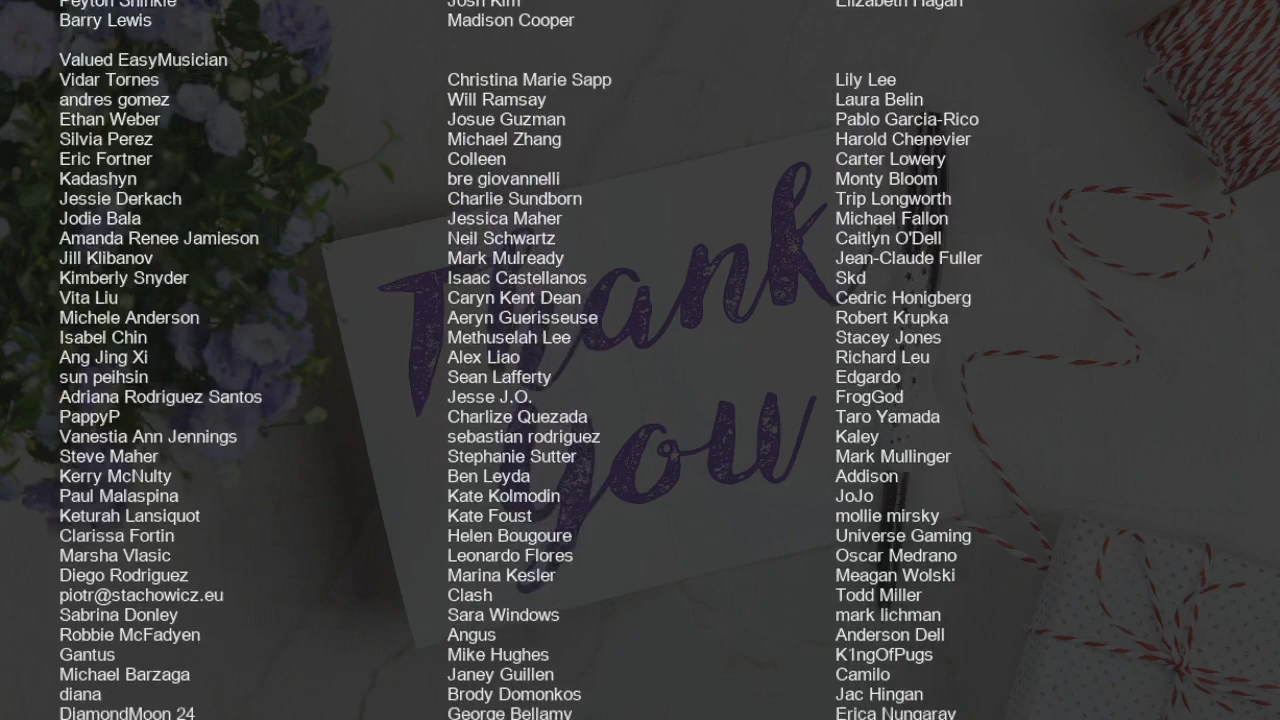 Peyton Shinkle
Josh Kim
Elizabeth Hagan
Barry Lewis
Madison Cooper
Valued EasyMusician
Vidar Tornes
Christina Marie Sapp
Lily Lee
andres gomez
Will Ramsay
Laura Belin
Ethan Weber
Josue Guzman
Pablo Garcia-Rico
Silvia Perez
Michael Zhang
Harold Chenevier
Eric Fortner
Colleen
Carter Lowery
Kadashyn
bre giovannelli
Monty Bloom
Jessie Derkach
Charlie Sundborn
Trip Longworth
Jodie Bala
Jessica Maher
Michael Fallon
Amanda Renee Jamieson
Neil Schwartz
Caitlyn O'Dell
Jill Klibanov
Mark Mulready
Jean-Claude Fuller
Kimberly Snyder
Isaac Castellanos
Skd
Vita Liu
Caryn Kent Dean
Cedric Honigberg
Michele Anderson
Aeryn Guerisseuse
Robert Krupka
Isabel Chin
Methuselah Lee
Stacey Jones
Ang Jing Xi
Alex Liao
Richard Leu
sun peihsin
Sean Lafferty
Edgardo
Adriana Rodriguez Santos
Jesse J.O.
FrogGod
PappyP
Charlize Quezada
Taro Yamada
Vanestia Ann Jennings
sebastian rodriguez
Kaley
Steve Maher
Stephanie Sutter
Mark Mullinger
Kerry McNulty
Ben Leyda
Addison
Paul Malaspina
Kate Kolmodin
JoJo
Keturah Lansiquot
Kate Foust
mollie mirsky
Clarissa Fortin
Helen Bougoure
Universe Gaming
Marsha Vlasic
Leonardo Flores
Oscar Medrano
Diego Rodriguez
Marina Kesler
Meagan Wolski
piotr@stachowicz.eu
Clash
Todd Miller
Sabrina Donley
Sara Windows
mark lichman
Robbie McFadyen
Angus
Anderson Dell
Gantus
Mike Hughes
K1ngOfPugs
Michael Barzaga
Janey Guillen
Camilo
diana
Brody Domonkos
Jac Hingan
DiamondMoon 24
George Bellamy
Erica Nungaray
Thank
you